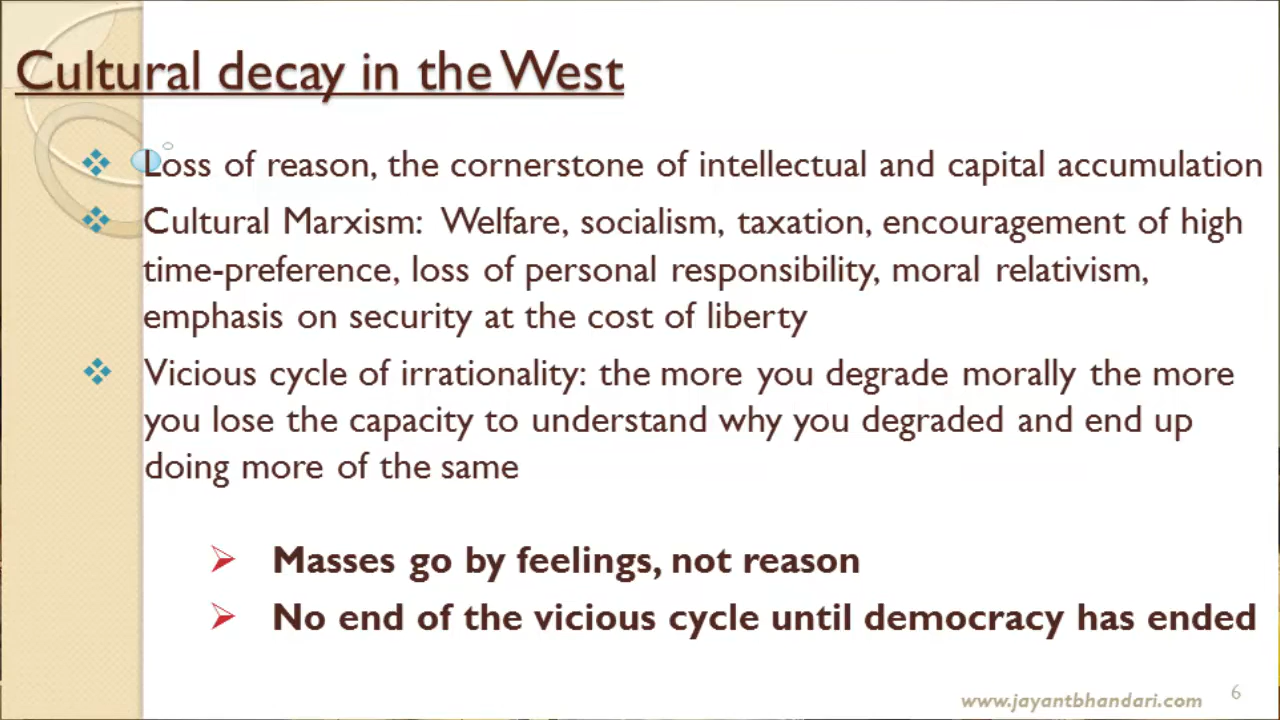 Cultural decay in the West
Loss of reason, the cornerstone of intellectual and capital accumulation
Cultural Marxism: Welfare, socialism, taxation, encouragement of high
time-preference, loss of personal responsibility, moral relativism,
emphasis on security at the cost of liberty
Vicious cycle of irrationality: the more you degrade morally the more
you lose the capacity to understand why you degraded and end up
doing more of the same
Masses go by feelings, not reason
No end of the vicious cycle until democracy has ended
www.jayantbhandari.com 6